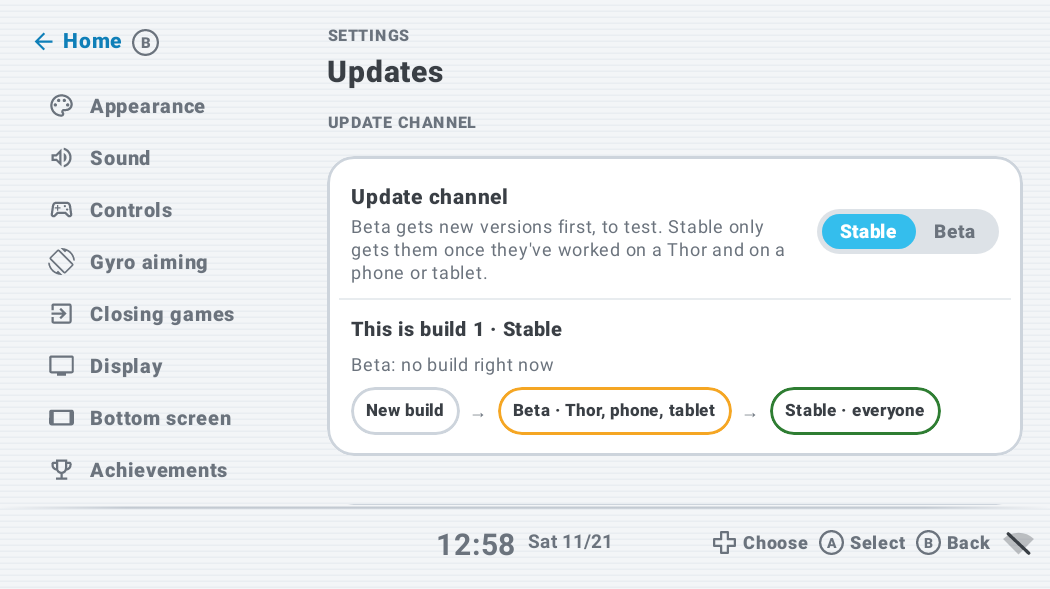 Home B
Appearance
Sound
Controls
Gyro aiming
Closing games
Display
Bottom screen
Achievements
SETTINGS
Updates
UPDATE CHANNEL
Update channel
Beta gets new versions first, to test. Stable only
gets them once they've worked on a Thor and on a
phone or tablet.
Stable Beta
This is build 1 · Stable
Beta: no build right now
New build → Beta · Thor, phone, tablet → Stable · everyone
12:58 Sat 11/21
Choose A Select B Back